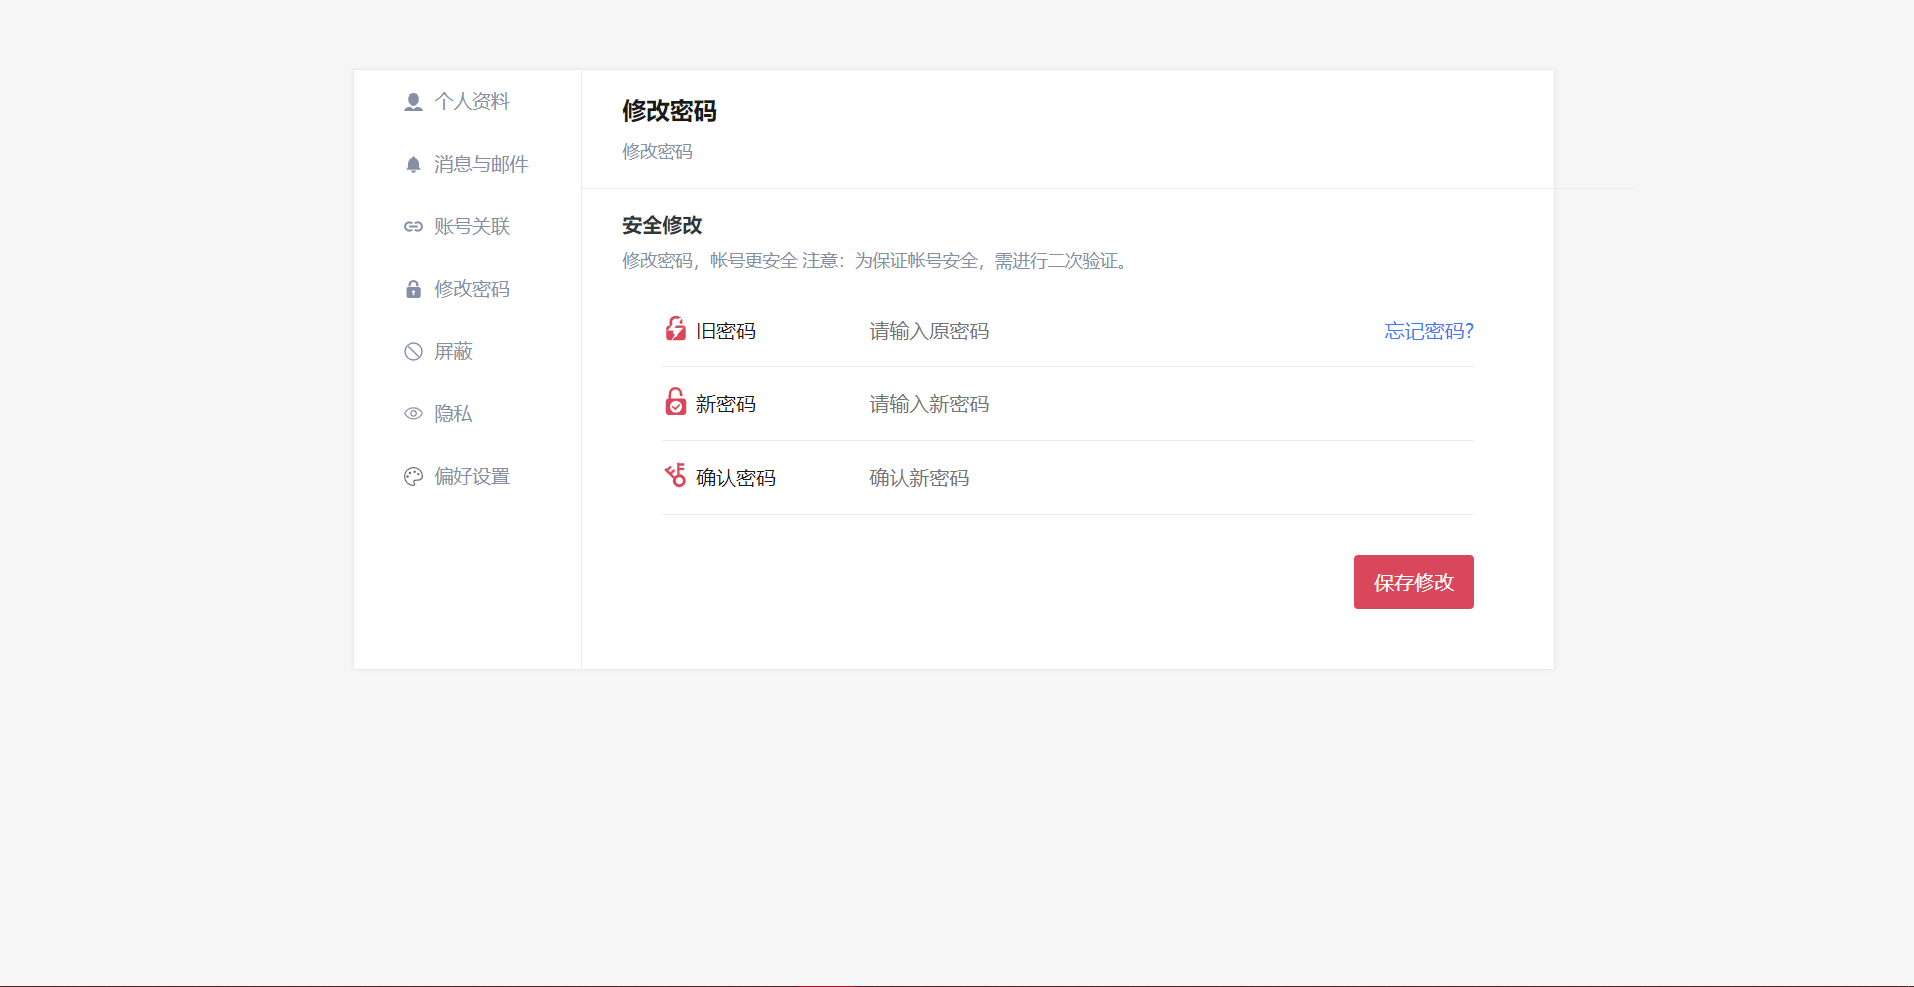 个人资料
消息与邮件
账号关联
修改密码
屏蔽
隐私
偏好设置
修改密码
修改密码
安全修改
修改密码，帐号更安全 注意：为保证帐号安全，需进行二次验证。
旧密码 请输入原密码 忘记密码?
新密码 请输入新密码
确认密码 确认新密码
保存修改